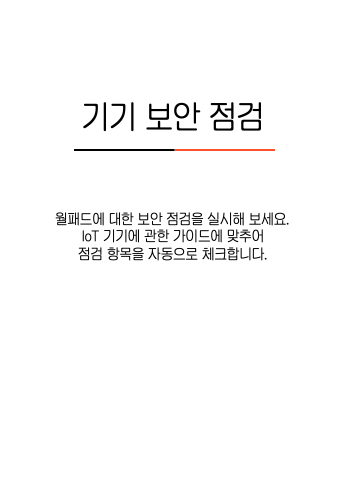 기기 보안 점검
월패드에 대한 보안 점검을 실시해 보세요.
IoT 기기에 관한 가이드에 맞추어
점검 항목을 자동으로 체크합니다.